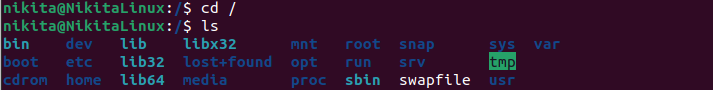 nikita@NikitaLinux:/$ cd /
nikita@NikitaLinux:/$ ls
bin dev lib libx32 mnt root snap sys var
boot etc lib32 lost+found opt run srv tmp
cdrom home lib64 media proc sbin swapfile usr